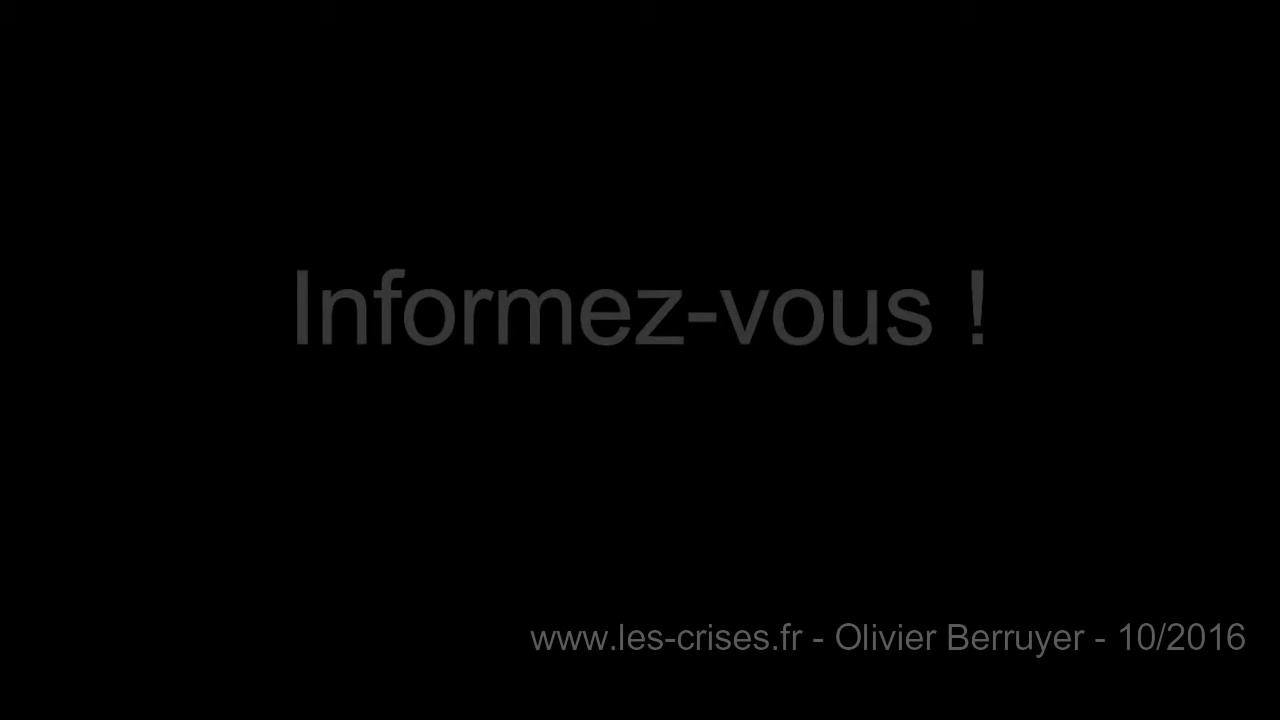 Informez-vous !
www.les-crises.fr - Olivier Berruyer - 10/2016